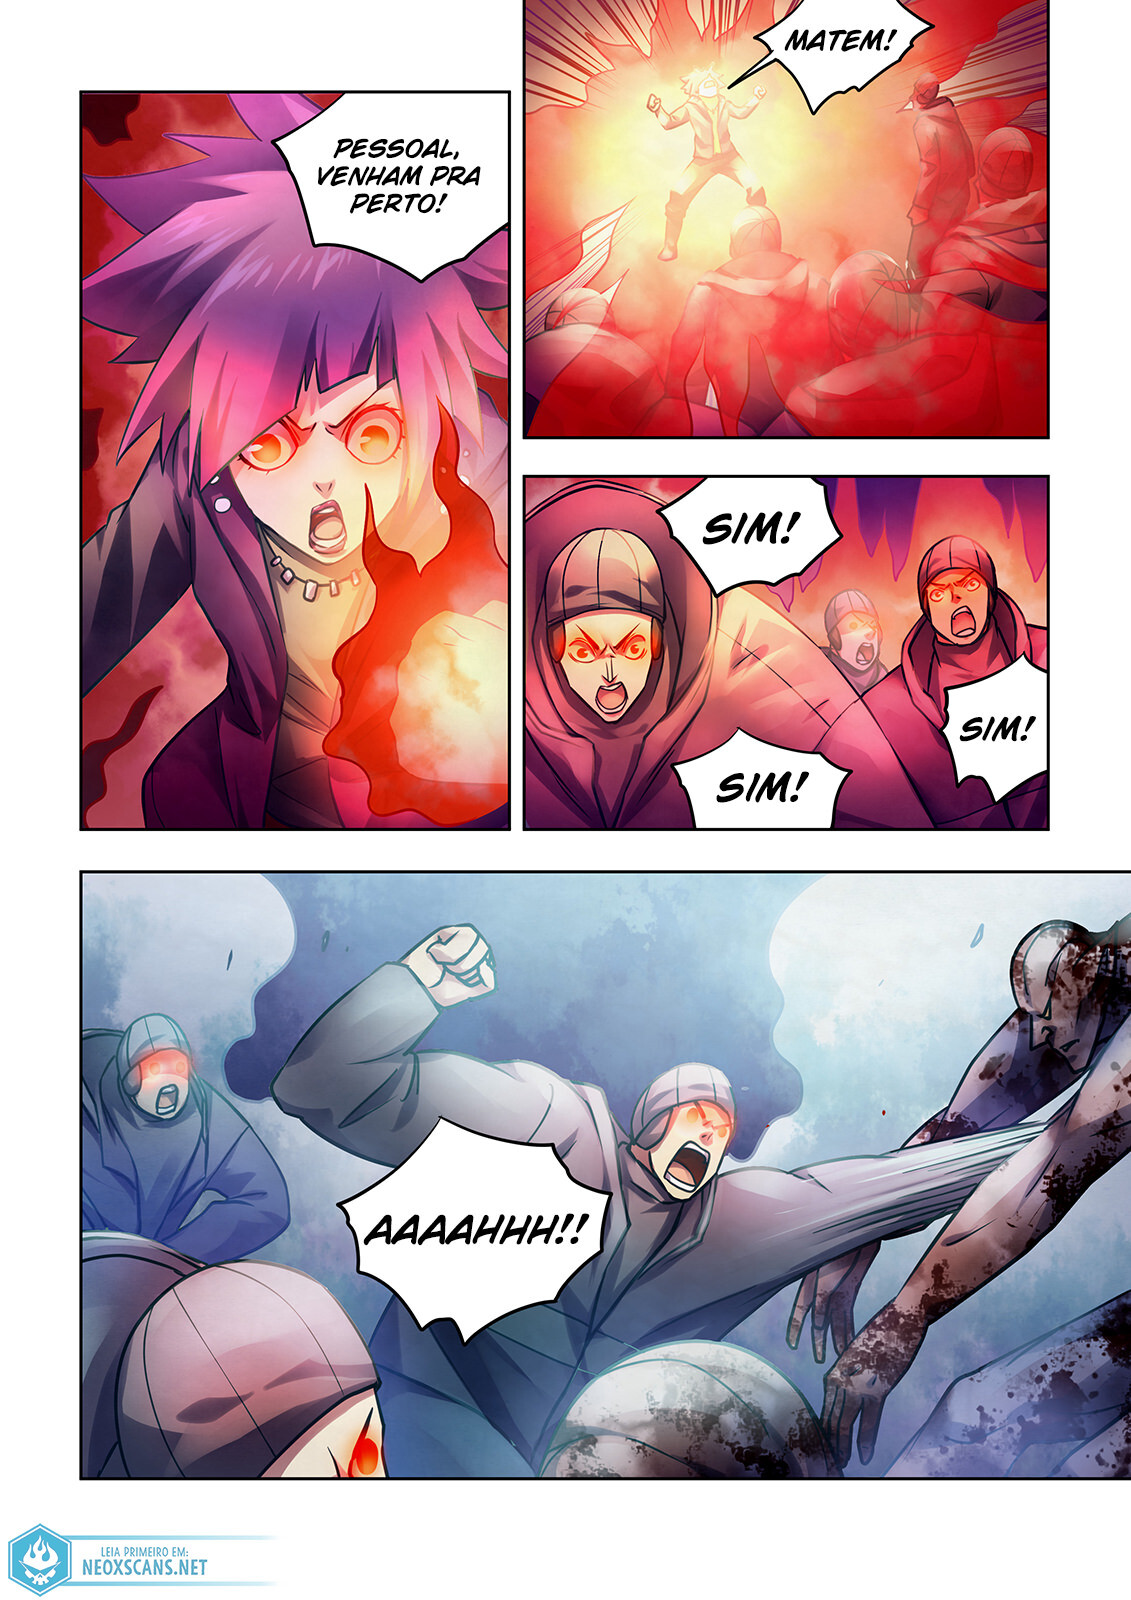 PESSOAL,
VENHAM PRA
PERTO!
MATEM!
SIM!
SIM!
SIM!
AAAAHHH!!
LEIA PRIMEIRO EM:
NEOXSCANS.NET